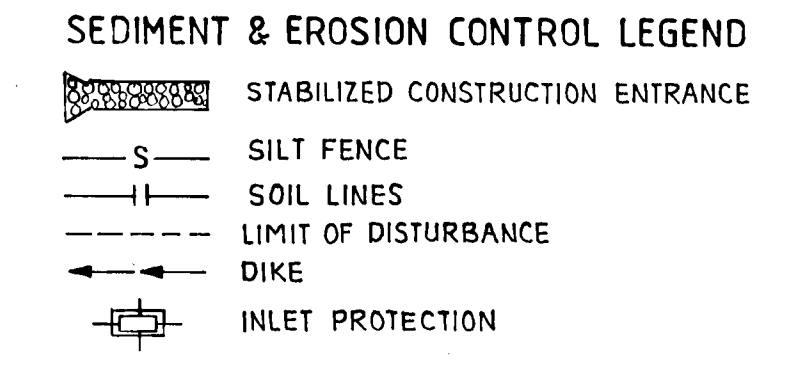 SEDIMENT & EROSION CONTROL LEGEND
STABILIZED CONSTRUCTION ENTRANCE
S SILT FENCE
SOIL LINES
LIMIT OF DISTURBANCE
DIKE
INLET PROTECTION